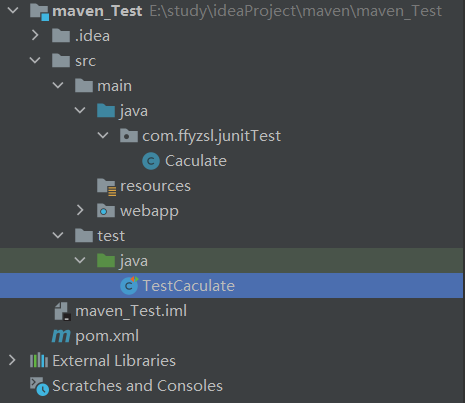 maven_Test E:\study\ideaProject\maven\maven_Test
.idea
src
main
java
com.ffyzsl.junitTest
Caculate
resources
webapp
test
java
TestCaculate
maven_Test.iml
pom.xml
External Libraries
Scratches and Consoles